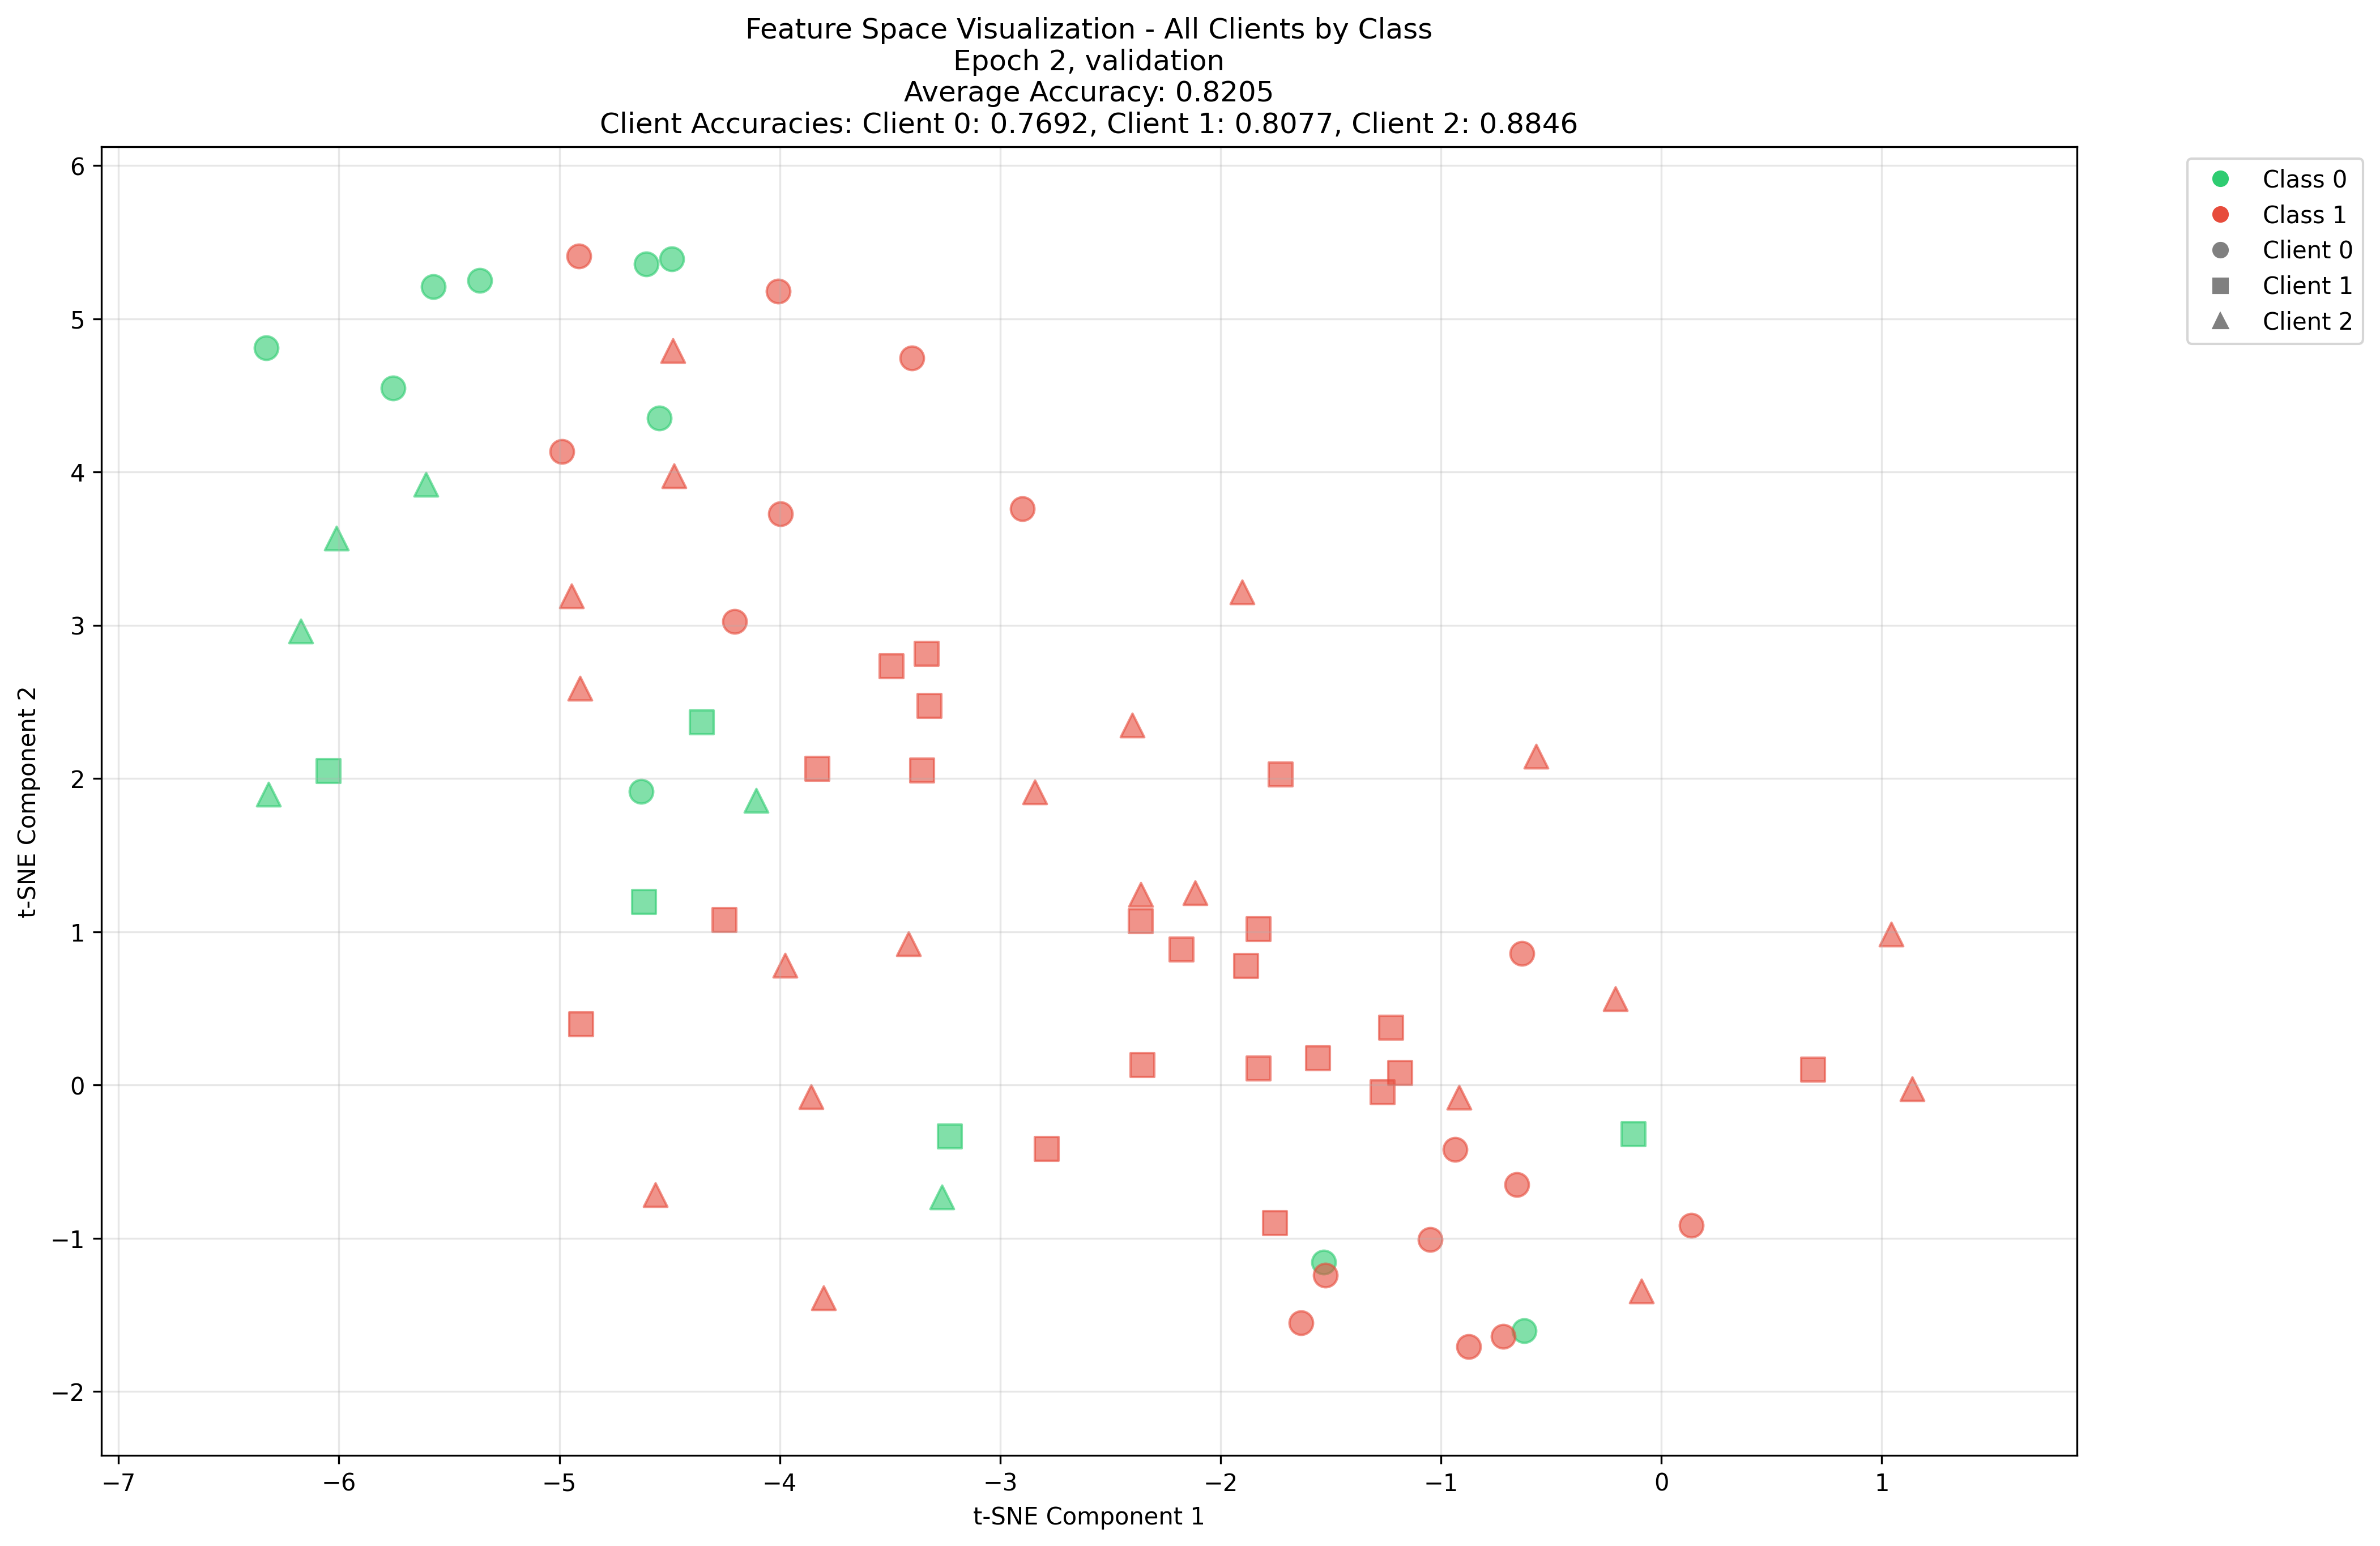 Feature Space Visualization - All Clients by Class
Epoch 2, validation
Average Accuracy: 0.8205
Client Accuracies: Client 0: 0.7692, Client 1: 0.8077, Client 2: 0.8846
Class 0
Class 1
Client 0
Client 1
Client 2
6
5
4
3
2
1
0
−1
−2
t-SNE Component 2
−7 −6 −5 −4 −3 −2 −1 0 1
t-SNE Component 1